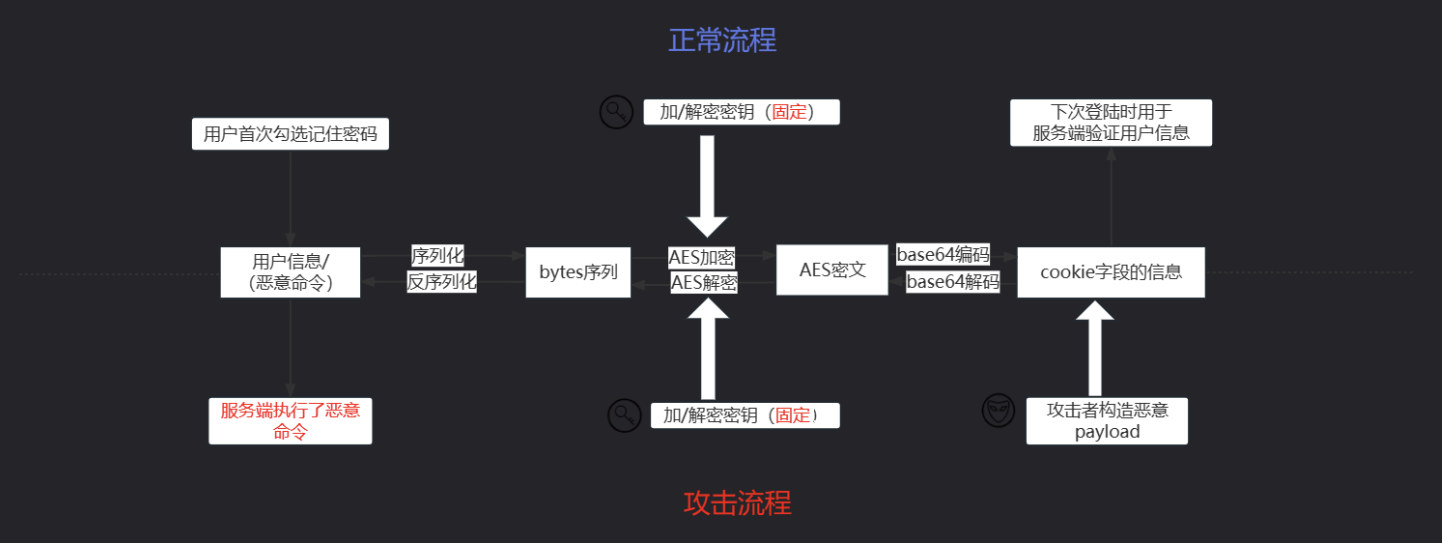 正常流程
加/解密密钥（固定）
下次登陆时用于
服务端验证用户信息
用户首次勾选记住密码
用户信息/
（恶意命令）
序列化
反序列化
bytes序列
AES加密
AES解密
AES密文
base64编码
base64解码
cookie字段的信息
服务端执行了恶意
命令
加/解密密钥（固定）
攻击者构造恶意
payload
攻击流程